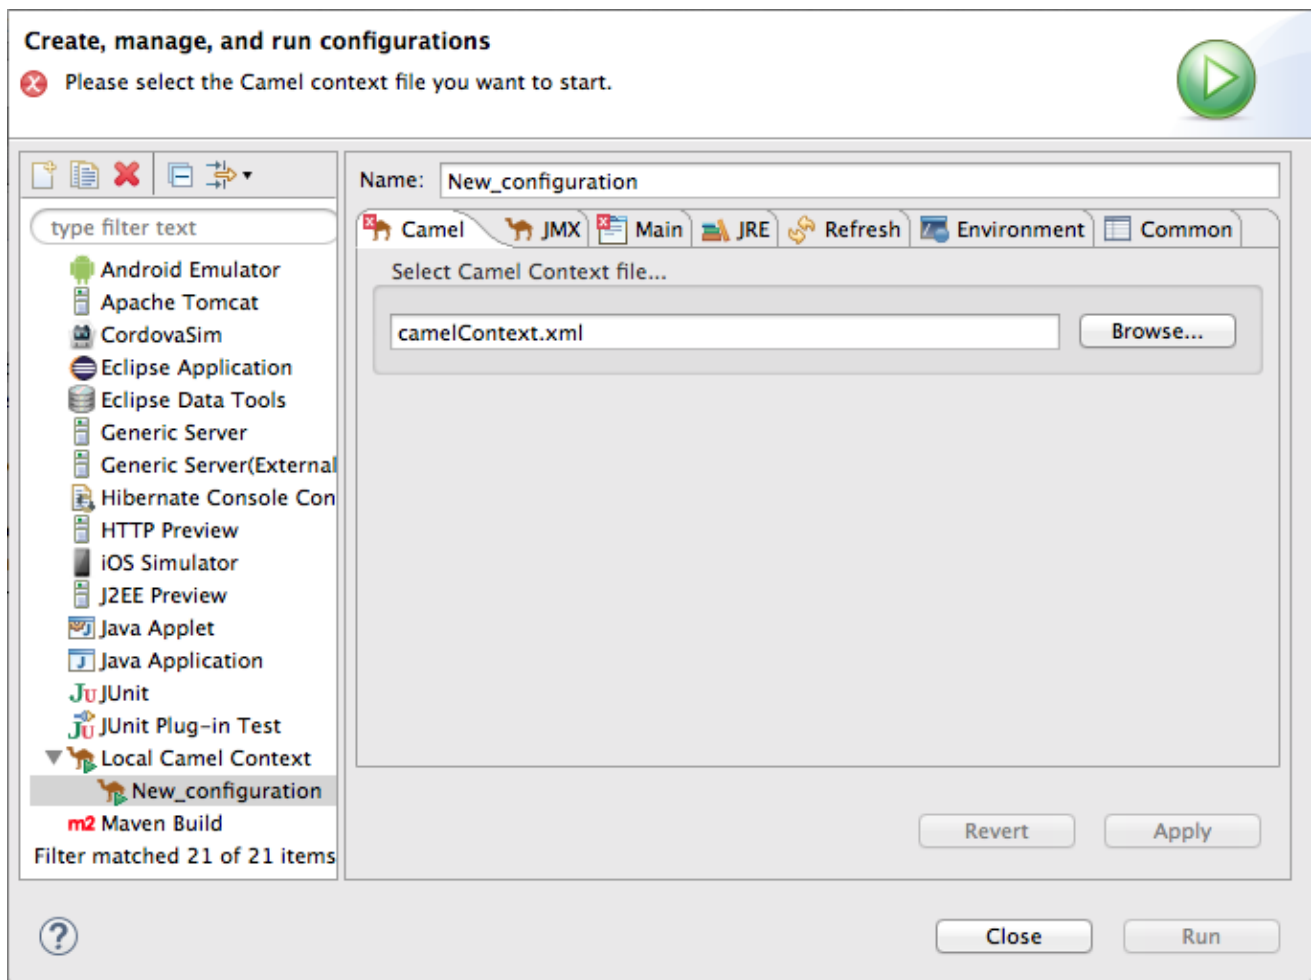 Create, manage, and run configurations
Please select the Camel context file you want to start.
Name: New_configuration
type filter text
Camel JMX Main JRE Refresh Environment Common
Select Camel Context file...
camelContext.xml Browse...
Android Emulator
Apache Tomcat
CordovaSim
Eclipse Application
Eclipse Data Tools
Generic Server
Generic Server(External
Hibernate Console Con
HTTP Preview
iOS Simulator
J2EE Preview
Java Applet
Java Application
JU JUnit
JU JUnit Plug-in Test
Local Camel Context
New_configuration
m2 Maven Build
Filter matched 21 of 21 items
Revert Apply
? Close Run